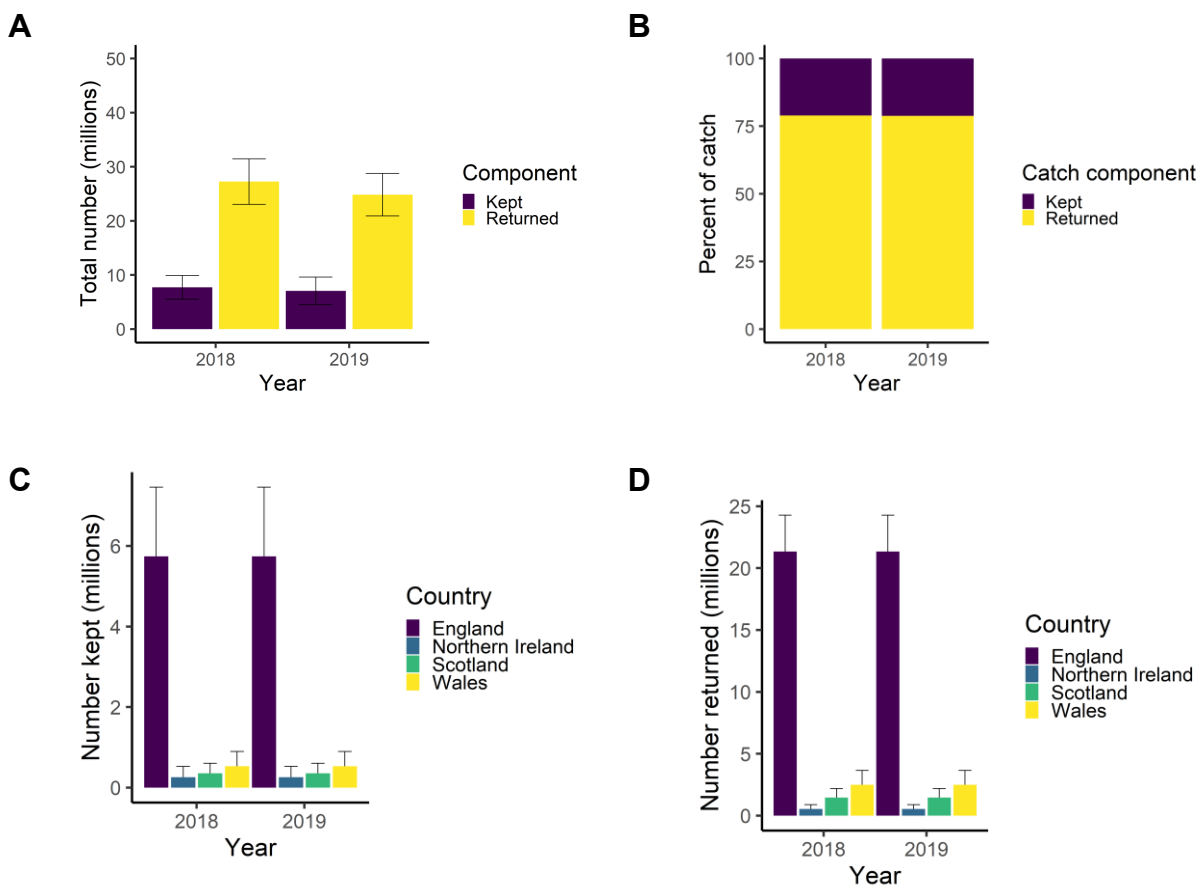 A
Total number (millions)
50
40
30
20
10
0
2018
2019
Year
Component
Kept
Returned
B
Percent of catch
100
75
50
25
0
2018
2019
Year
Catch component
Kept
Returned
C
Number kept (millions)
6
4
2
0
2018
2019
Year
Country
England
Northern Ireland
Scotland
Wales
D
Number returned (millions)
25
20
15
10
5
0
2018
2019
Year
Country
England
Northern Ireland
Scotland
Wales